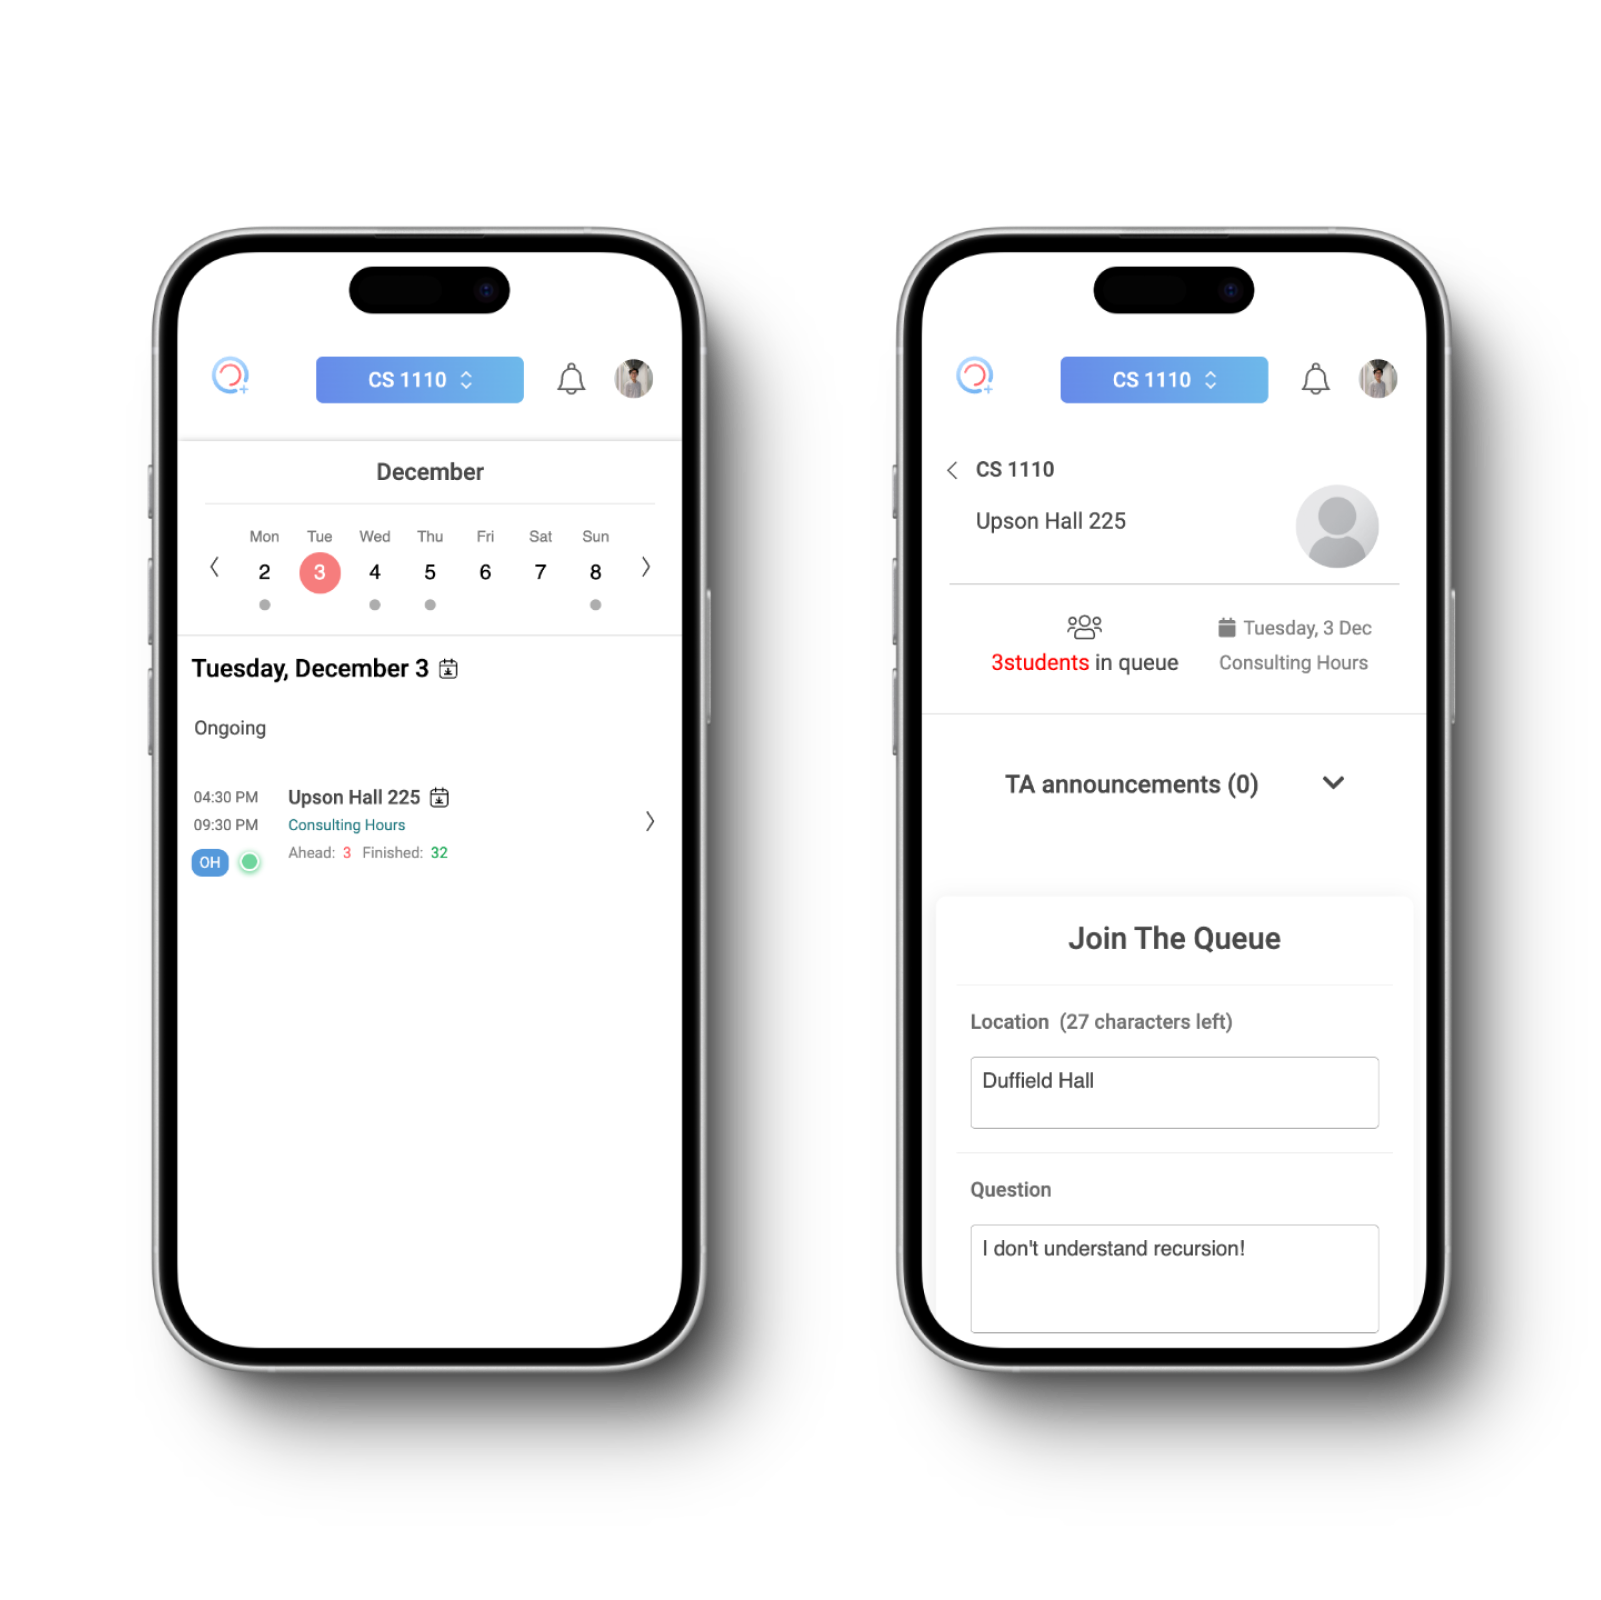 CS 1110
December
Mon Tue Wed Thu Fri Sat Sun
2 3 4 5 6 7 8
Tuesday, December 3
Ongoing
04:30 PM Upson Hall 225
09:30 PM Consulting Hours
OH Ahead: 3 Finished: 32
CS 1110
CS 1110
Upson Hall 225
3students in queue
Tuesday, 3 Dec
Consulting Hours
TA announcements (0)
Join The Queue
Location (27 characters left)
Duffield Hall
Question
I don't understand recursion!